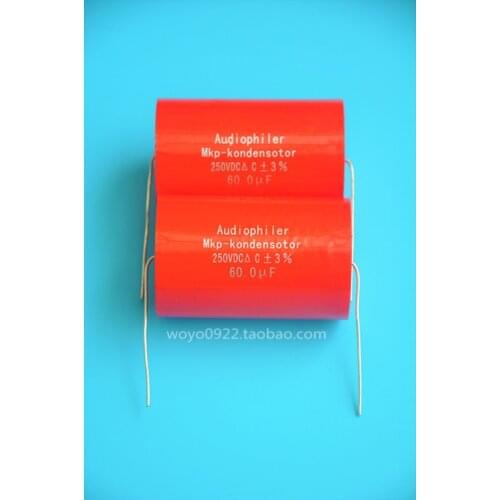 Audiophiler
Mkp-kondensotor
250VDCΔ C ±3%
60.0μF
Audiophiler
Mkp-kondensotor
250VDCΔ C ±3%
60.0μF
woyo0922.taobao.com